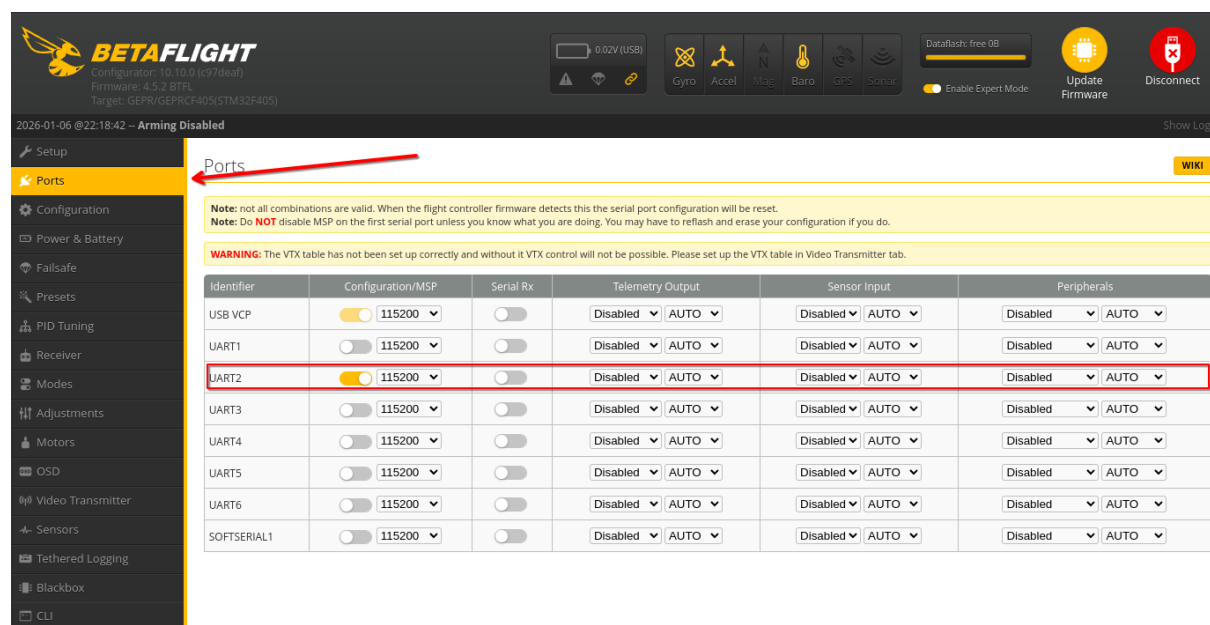 BETAFLIGHT
Configurator: 10.10.0 (c97deaf)
Firmware: 4.5.2 BTFL
Target: GEPR/GEPRCF405(STM32F405)
0.02V (USB)
Gyro Accel Mag Baro GPS Sonar
Dataflash: free 0B
Enable Expert Mode
Update Firmware
Disconnect
2026-01-06 @22:18:42 -- Arming Disabled
Show Log
Setup
Ports
Configuration
Power & Battery
Failsafe
Presets
PID Tuning
Receiver
Modes
Adjustments
Motors
OSD
Video Transmitter
Sensors
Tethered Logging
Blackbox
CLI
Ports
WIKI
Note: not all combinations are valid. When the flight controller firmware detects this the serial port configuration will be reset.
Note: Do NOT disable MSP on the first serial port unless you know what you are doing. You may have to reflash and erase your configuration if you do.
WARNING: The VTX table has not been set up correctly and without it VTX control will not be possible. Please set up the VTX table in Video Transmitter tab.
Identifier Configuration/MSP Serial Rx Telemetry Output Sensor Input Peripherals
USB VCP 115200 Disabled AUTO Disabled AUTO Disabled AUTO
UART1 115200 Disabled AUTO Disabled AUTO Disabled AUTO
UART2 115200 Disabled AUTO Disabled AUTO Disabled AUTO
UART3 115200 Disabled AUTO Disabled AUTO Disabled AUTO
UART4 115200 Disabled AUTO Disabled AUTO Disabled AUTO
UART5 115200 Disabled AUTO Disabled AUTO Disabled AUTO
UART6 115200 Disabled AUTO Disabled AUTO Disabled AUTO
SOFTSERIAL1 115200 Disabled AUTO Disabled AUTO Disabled AUTO